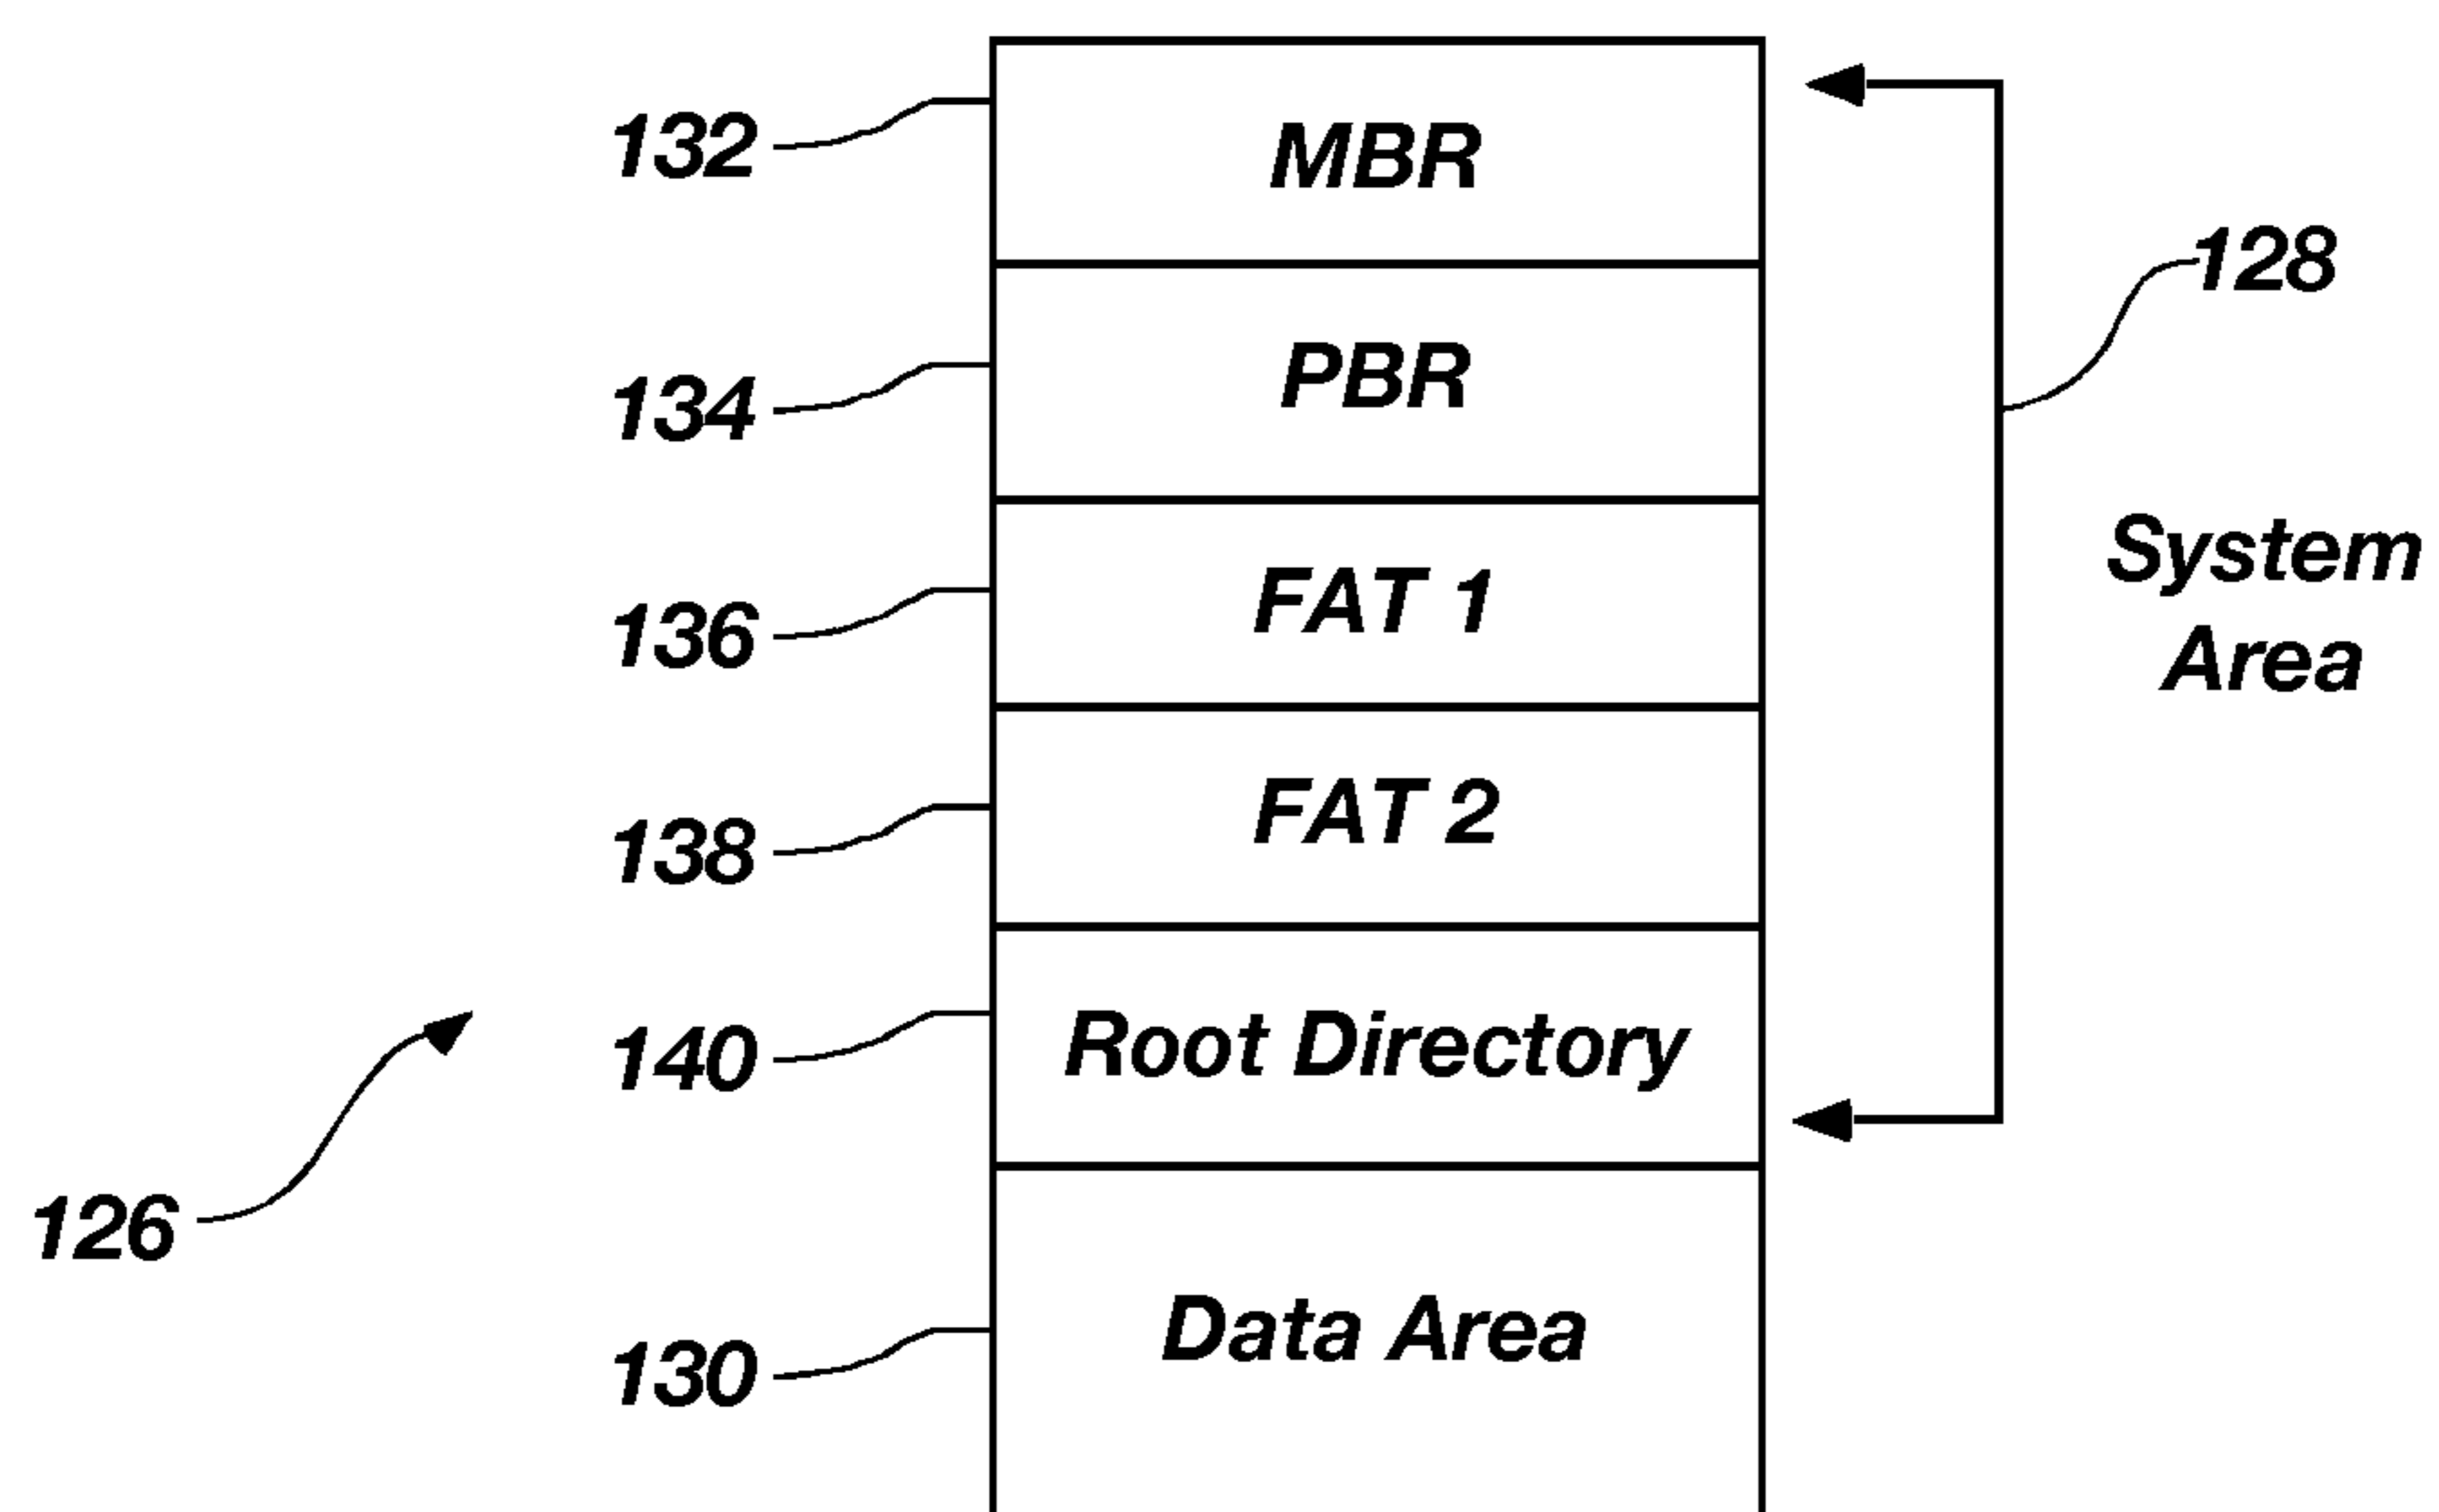 132
MBR
128
134
PBR
System
Area
136
FAT 1
138
FAT 2
140
Root Directory
126
130
Data Area